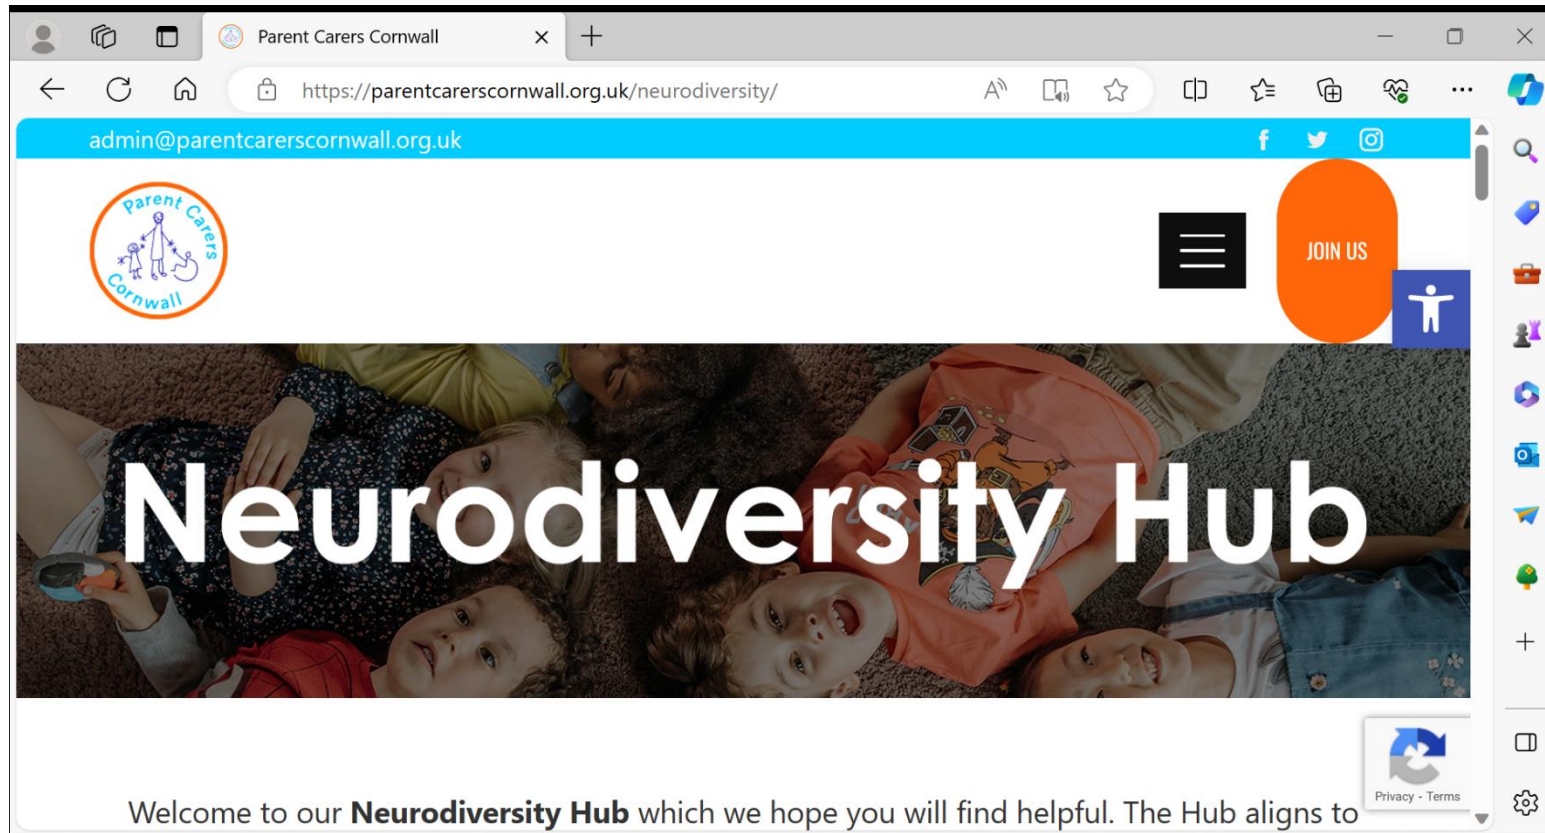 Parent Carers Cornwall
https://parentcarerscornwall.org.uk/neurodiversity/
admin@parentcarerscornwall.org.uk
Parent Carers
Cornwall
JOIN US
Neurodiversity Hub
Privacy - Terms
Welcome to our Neurodiversity Hub which we hope you will find helpful. The Hub aligns to